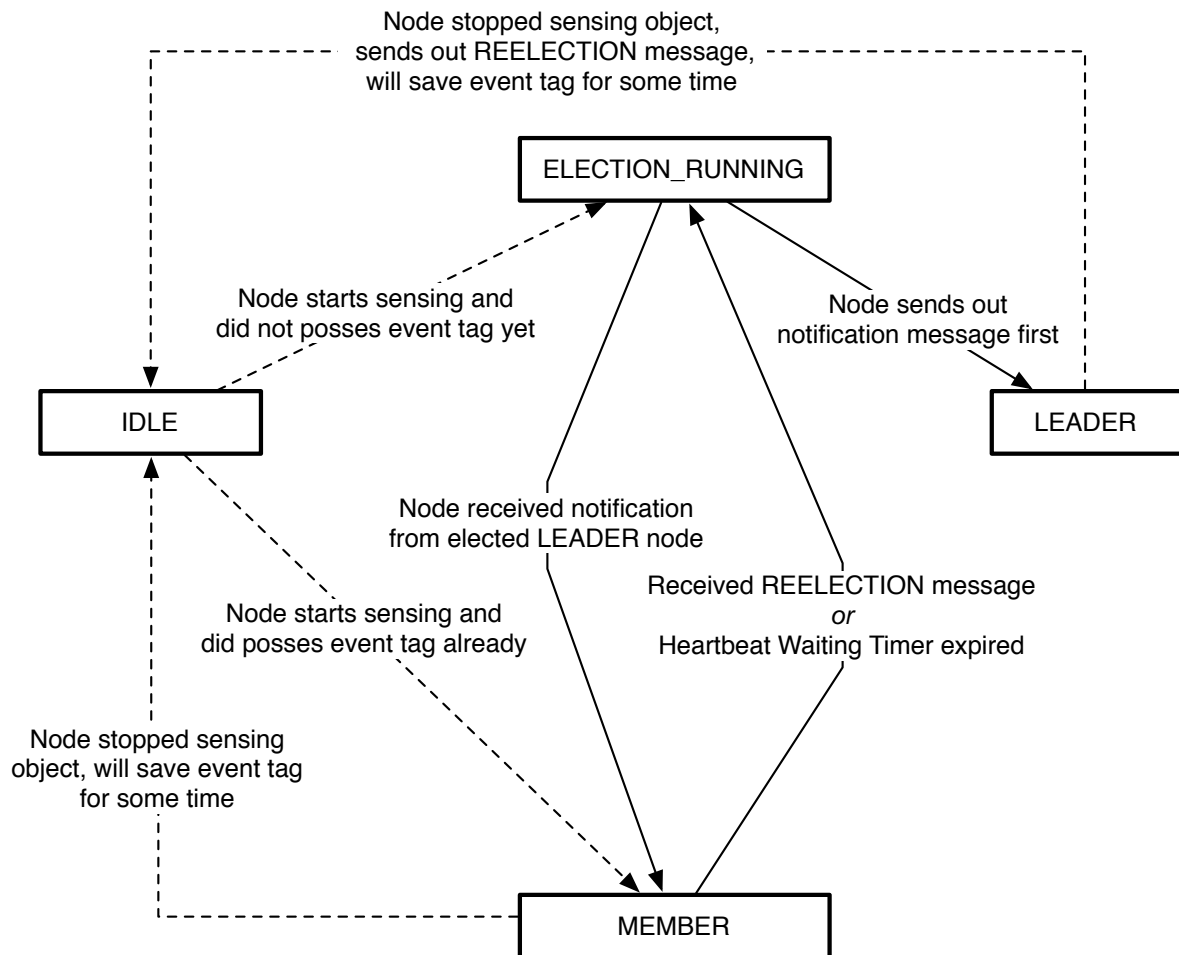 Node stopped sensing object,
sends out REELECTION message,
will save event tag for some time
ELECTION_RUNNING
Node starts sensing and
did not posses event tag yet
Node sends out
notification message first
IDLE
LEADER
Node received notification
from elected LEADER node
Received REELECTION message
or
Heartbeat Waiting Timer expired
Node starts sensing and
did posses event tag already
Node stopped sensing
object, will save event tag
for some time
MEMBER